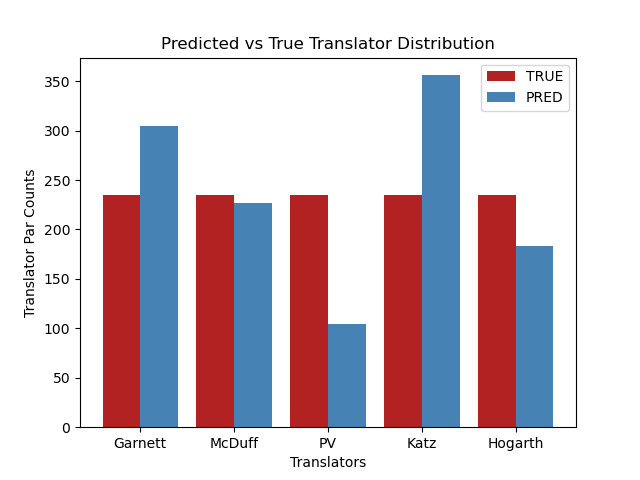 Predicted vs True Translator Distribution
TRUE
PRED
Translator Par Counts
350
300
250
200
150
100
50
0
Garnett McDuff PV Katz Hogarth
Translators